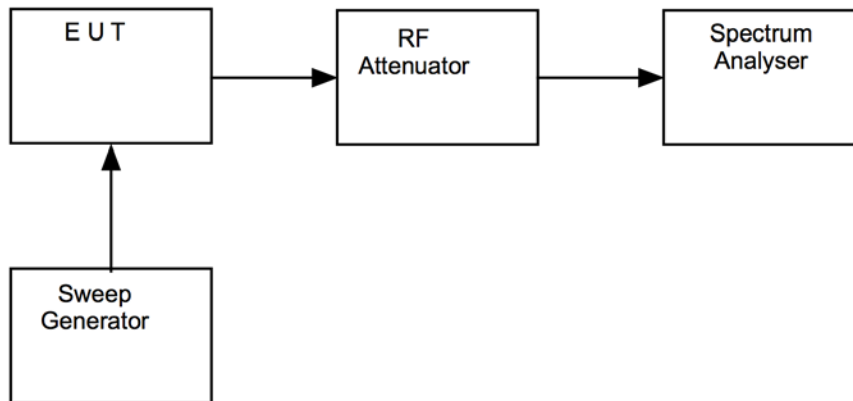 E U T
RF
Attenuator
Spectrum
Analyser
Sweep
Generator